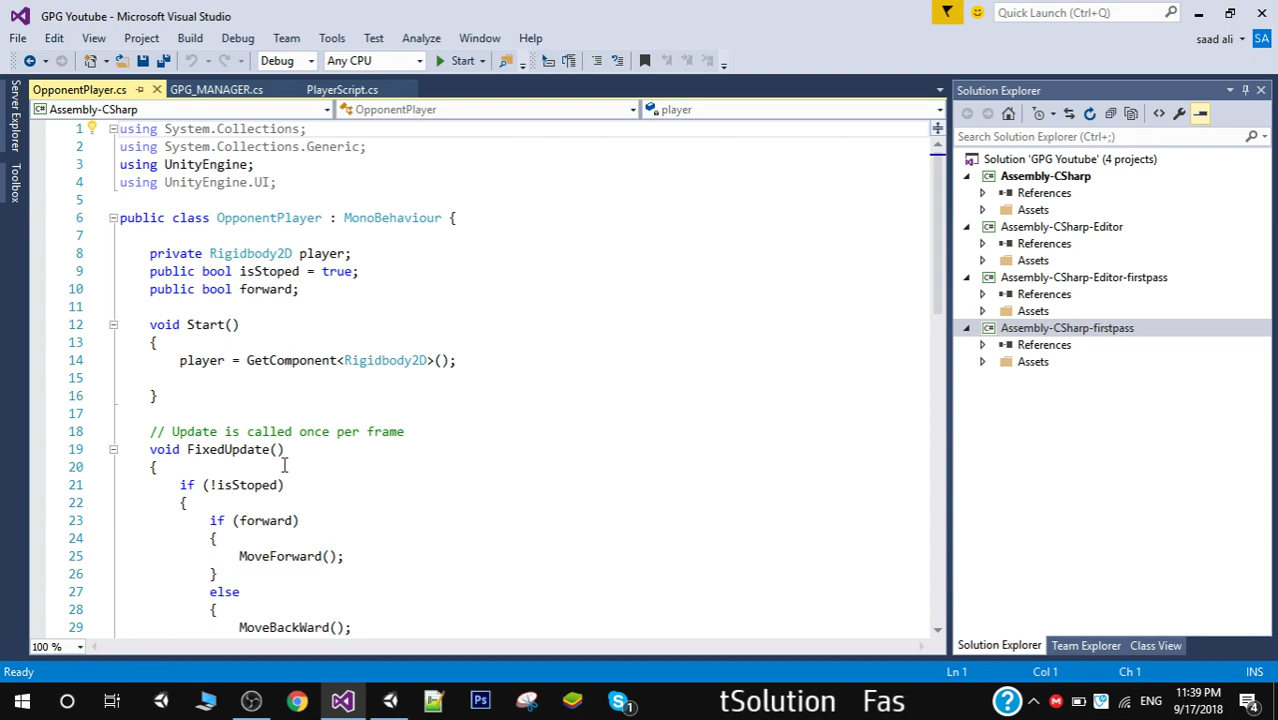 GPG Youtube - Microsoft Visual Studio
Quick Launch (Ctrl+Q)
File Edit View Project Build Debug Team Tools Test Analyze Window Help
saad ali SA
Debug Any CPU Start
Server Explorer
Toolbox
OpponentPlayer.cs GPG_MANAGER.cs PlayerScript.cs
Assembly-CSharp OpponentPlayer player
1 using System.Collections;
2 using System.Collections.Generic;
3 using UnityEngine;
4 using UnityEngine.UI;
5
6 public class OpponentPlayer : MonoBehaviour {
7
8 private Rigidbody2D player;
9 public bool isStoped = true;
10 public bool forward;
11
12 void Start()
13 {
14 player = GetComponent<Rigidbody2D>();
15
16 }
17
18 // Update is called once per frame
19 void FixedUpdate()
20 {
21 if (!isStoped)
22 {
23 if (forward)
24 {
25 MoveForward();
26 }
27 else
28 {
29 MoveBackWard();
100 %
Solution Explorer
Search Solution Explorer (Ctrl+;)
Solution 'GPG Youtube' (4 projects)
Assembly-CSharp
References
Assets
Assembly-CSharp-Editor
References
Assets
Assembly-CSharp-Editor-firstpass
References
Assets
Assembly-CSharp-firstpass
References
Assets
Solution Explorer Team Explorer Class View
Ready Ln 1 Col 1 Ch 1 INS
Ps
S 1
tSolution Fas
ENG
11:39 PM
9/17/2018
4